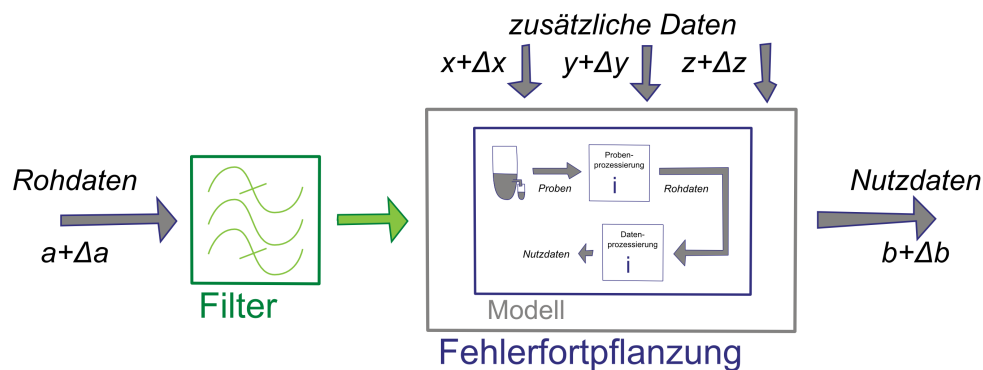 zusätzliche Daten
x+Δx y+Δy z+Δz
Rohdaten
a+Δa
Filter
Proben-
prozessierung
i
Proben
Rohdaten
Daten-
prozessierung
i
Nutzdaten
Modell
Fehlerfortpflanzung
Nutzdaten
b+Δb